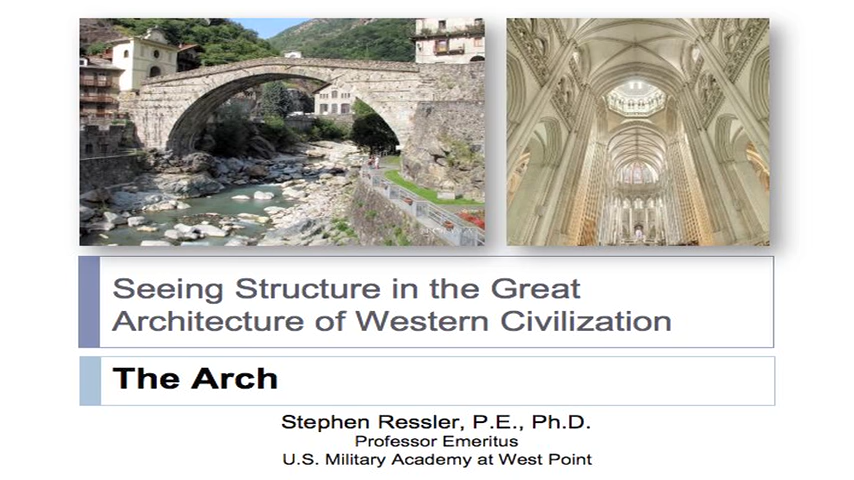 Seeing Structure in the Great
Architecture of Western Civilization
The Arch
Stephen Ressler, P.E., Ph.D.
Professor Emeritus
U.S. Military Academy at West Point